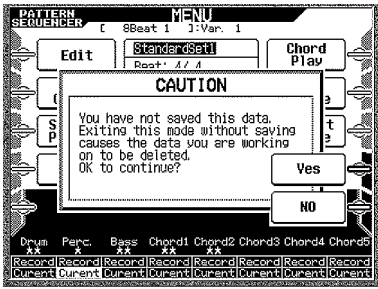 PATTERN SEQUENCER MENU
[ 8Beat 1 ]:Var. 1
Edit StandardSet1 Chord Play
Beat: 4/ 4
CAUTION
You have not saved this data.
Exiting this mode without saving
causes the data you are working
on to be deleted.
OK to continue?
Yes
NO
Drum Perc. Bass Chord1 Chord2 Chord3 Chord4 Chord5
Record Record Record Record Record Record Record Record
Curent Curent Curent Curent Curent Curent Curent Curent